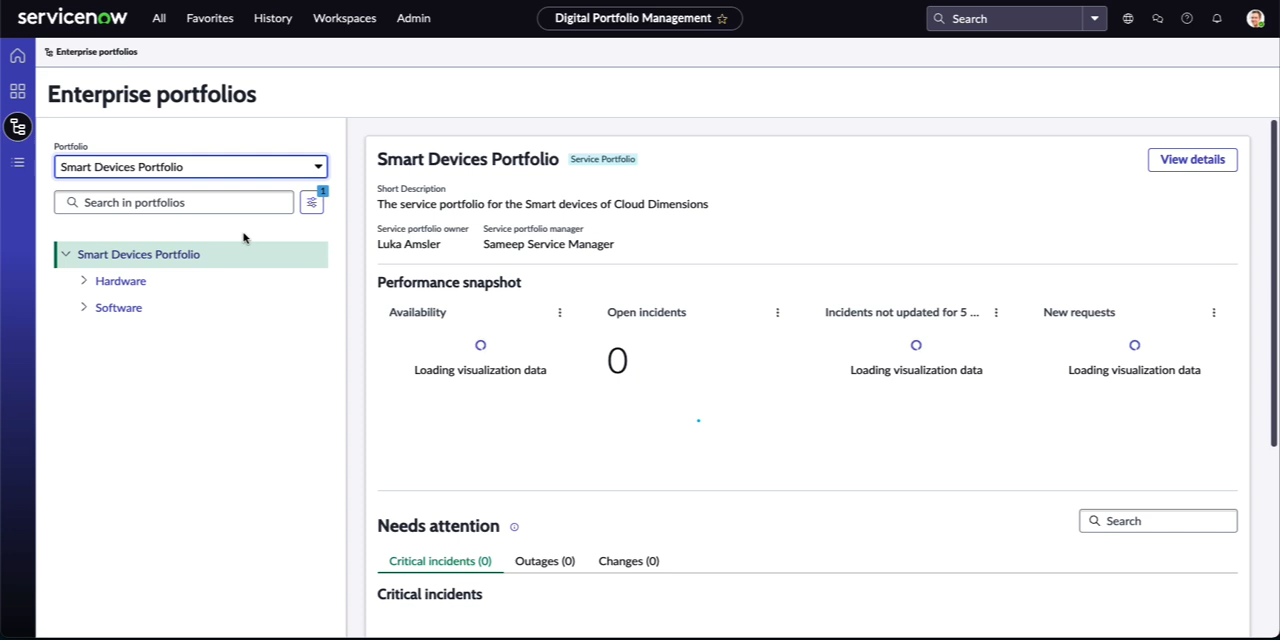 servicenow All Favorites History Workspaces Admin Digital Portfolio Management Search
Enterprise portfolios
Enterprise portfolios
Portfolio
Smart Devices Portfolio
Search in portfolios
1
Smart Devices Portfolio
Hardware
Software
Smart Devices Portfolio Service Portfolio View details
Short Description
The service portfolio for the Smart devices of Cloud Dimensions
Service portfolio owner Service portfolio manager
Luka Amsler Sameep Service Manager
Performance snapshot
Availability Open incidents Incidents not updated for 5 ... New requests
0
Loading visualization data Loading visualization data Loading visualization data
Needs attention Search
Critical incidents (0) Outages (0) Changes (0)
Critical incidents